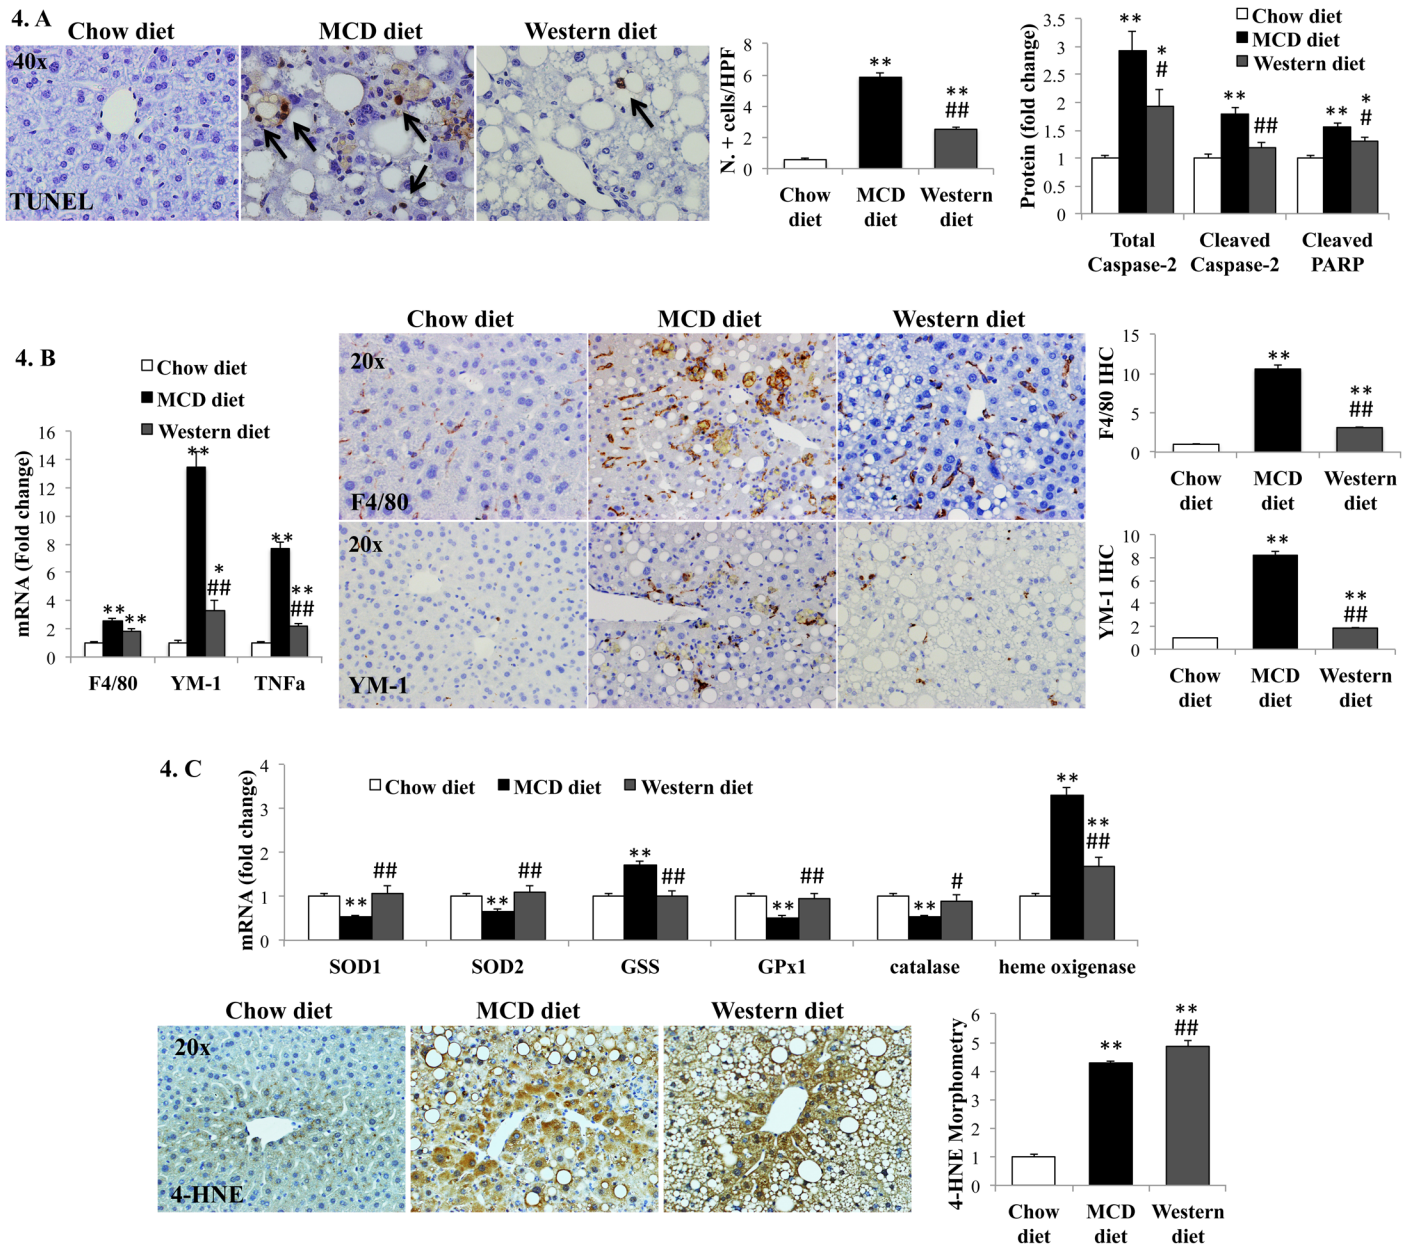 4. A
Chow diet
MCD diet
Western diet
40x
TUNEL
N. + cells/HPF
8
6
4
2
0
**
**
##
Chow diet
MCD diet
Western diet
Protein (fold change)
3.5
3
2.5
2
1.5
1
0.5
0
Chow diet
MCD diet
Western diet
**
*
#
**
##
**
*
#
Total Caspase-2
Cleaved Caspase-2
Cleaved PARP
4. B
Chow diet
MCD diet
Western diet
mRNA (Fold change)
16
14
12
10
8
6
4
2
0
**
**
**
*
##
**
**
##
F4/80
YM-1
TNFa
Chow diet
MCD diet
Western diet
20x
F4/80
20x
YM-1
F4/80 IHC
15
10
5
0
**
**
##
Chow diet
MCD diet
Western diet
YM-1 IHC
10
8
6
4
2
0
**
**
##
Chow diet
MCD diet
Western diet
4. C
mRNA (fold change)
4
3
2
1
0
Chow diet
MCD diet
Western diet
**
##
**
##
**
##
**
##
**
#
**
**
##
SOD1
SOD2
GSS
GPx1
catalase
heme oxigenase
Chow diet
MCD diet
Western diet
20x
4-HNE
4-HNE Morphometry
6
5
4
3
2
1
0
**
**
##
Chow diet
MCD diet
Western diet